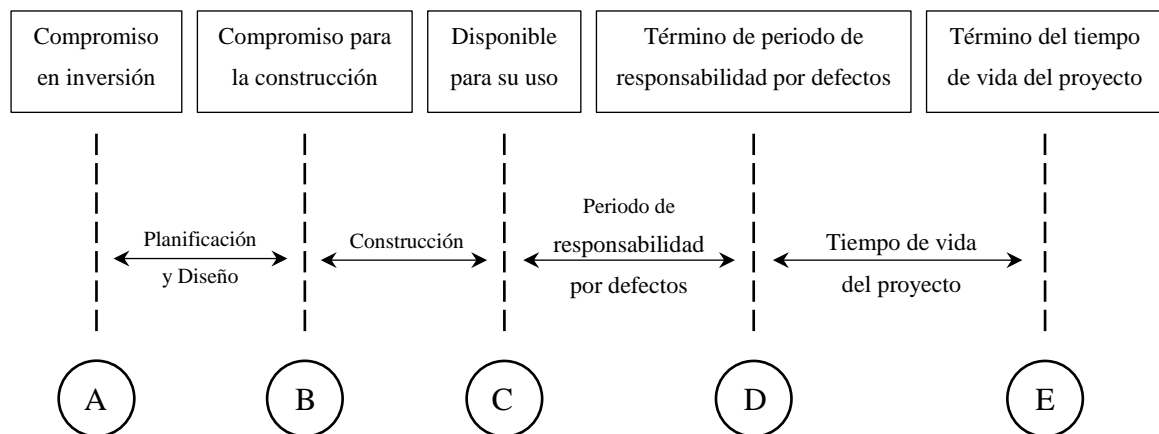 Compromiso
en inversión
Compromiso para
la construcción
Disponible
para su uso
Término de periodo de
responsabilidad por defectos
Término del tiempo
de vida del proyecto
Planificación
y Diseño
Construcción
Periodo de
responsabilidad
por defectos
Tiempo de vida
del proyecto
A
B
C
D
E